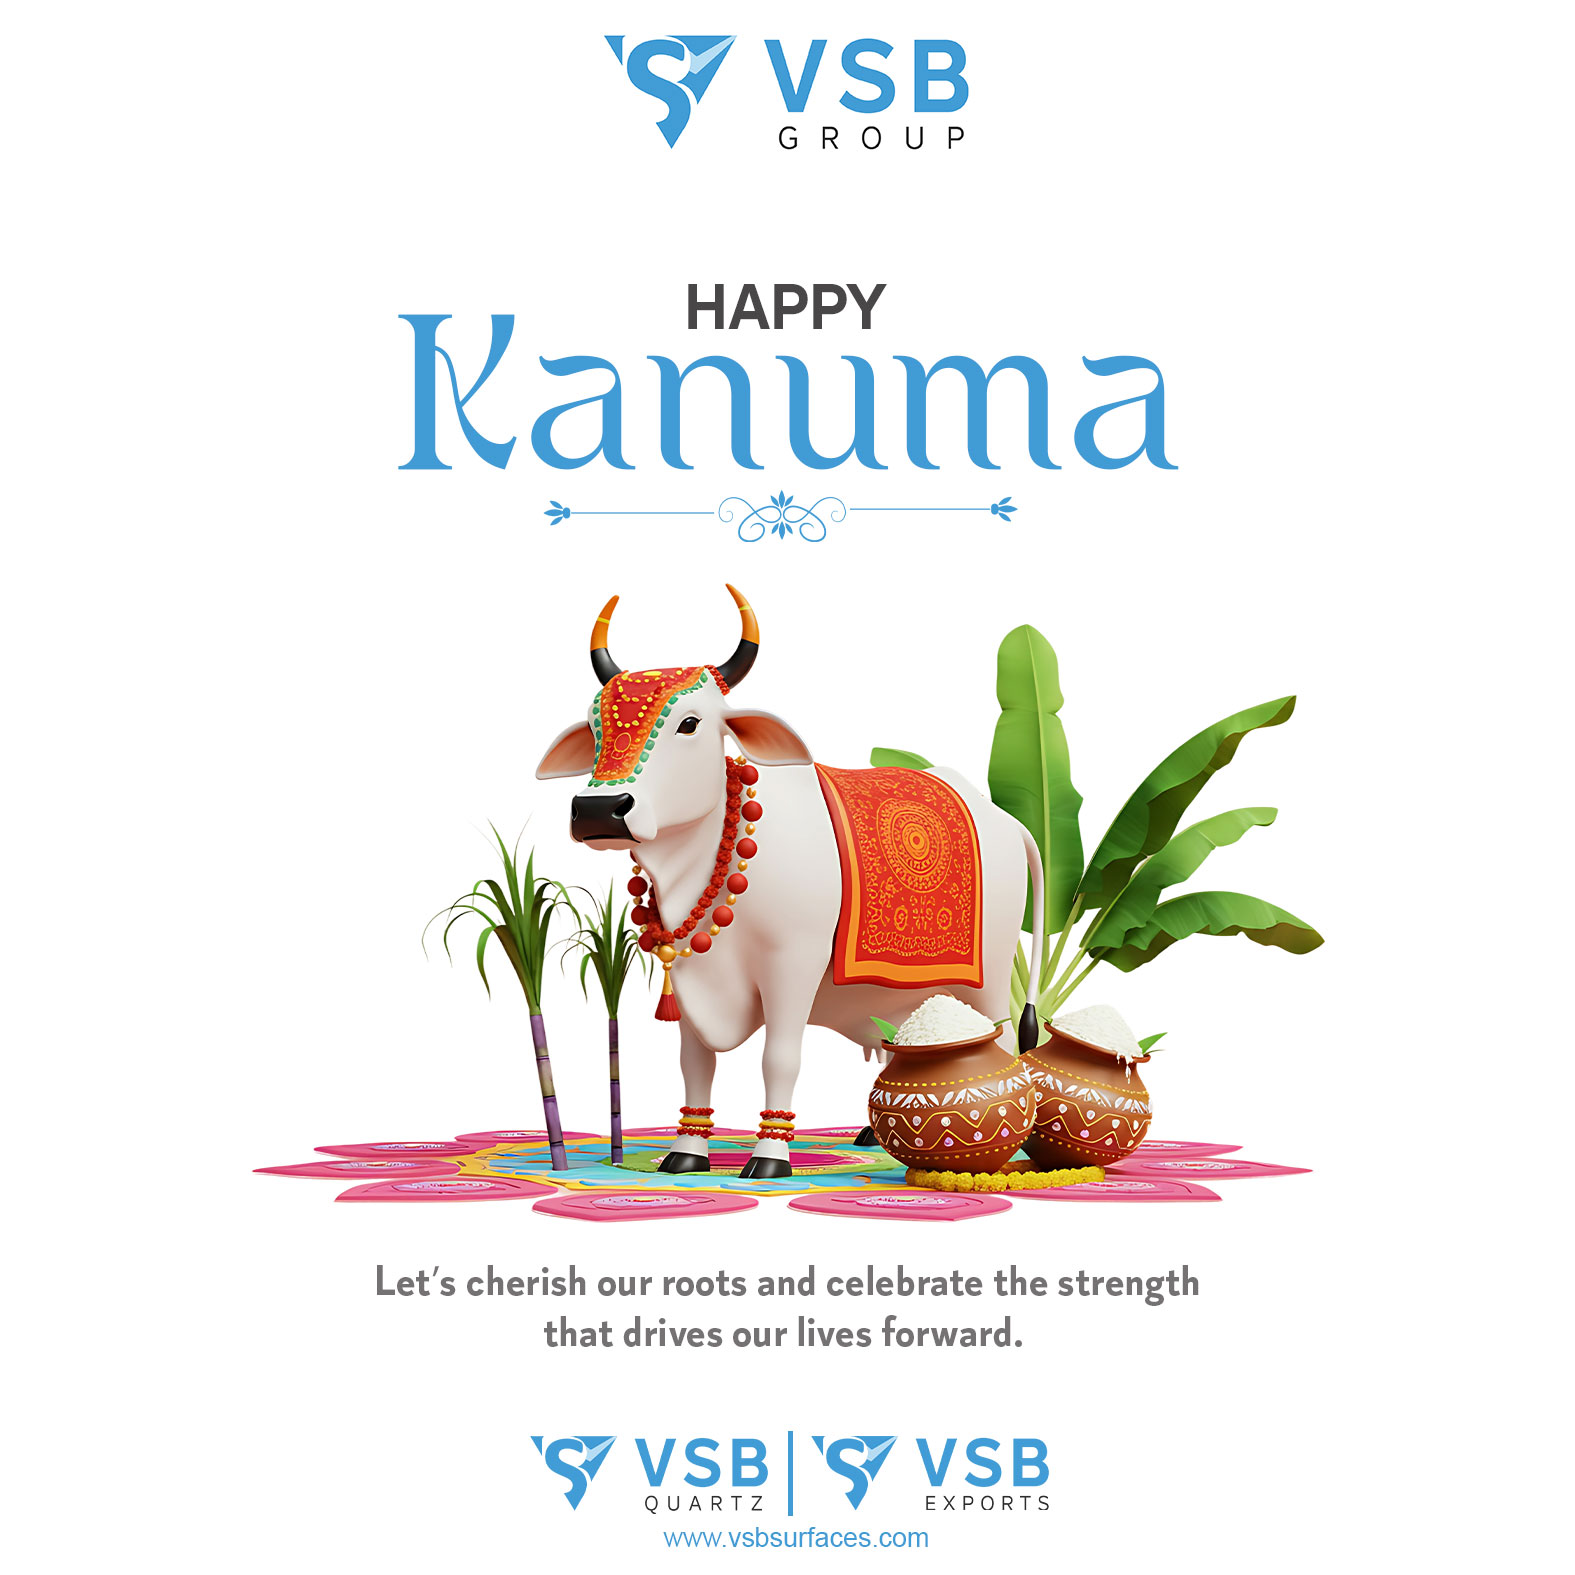 VSB
GROUP
HAPPY
Kanuma
Let's cherish our roots and celebrate the strength
that drives our lives forward.
VSB QUARTZ
VSB EXPORTS
www.vsbsurfaces.com